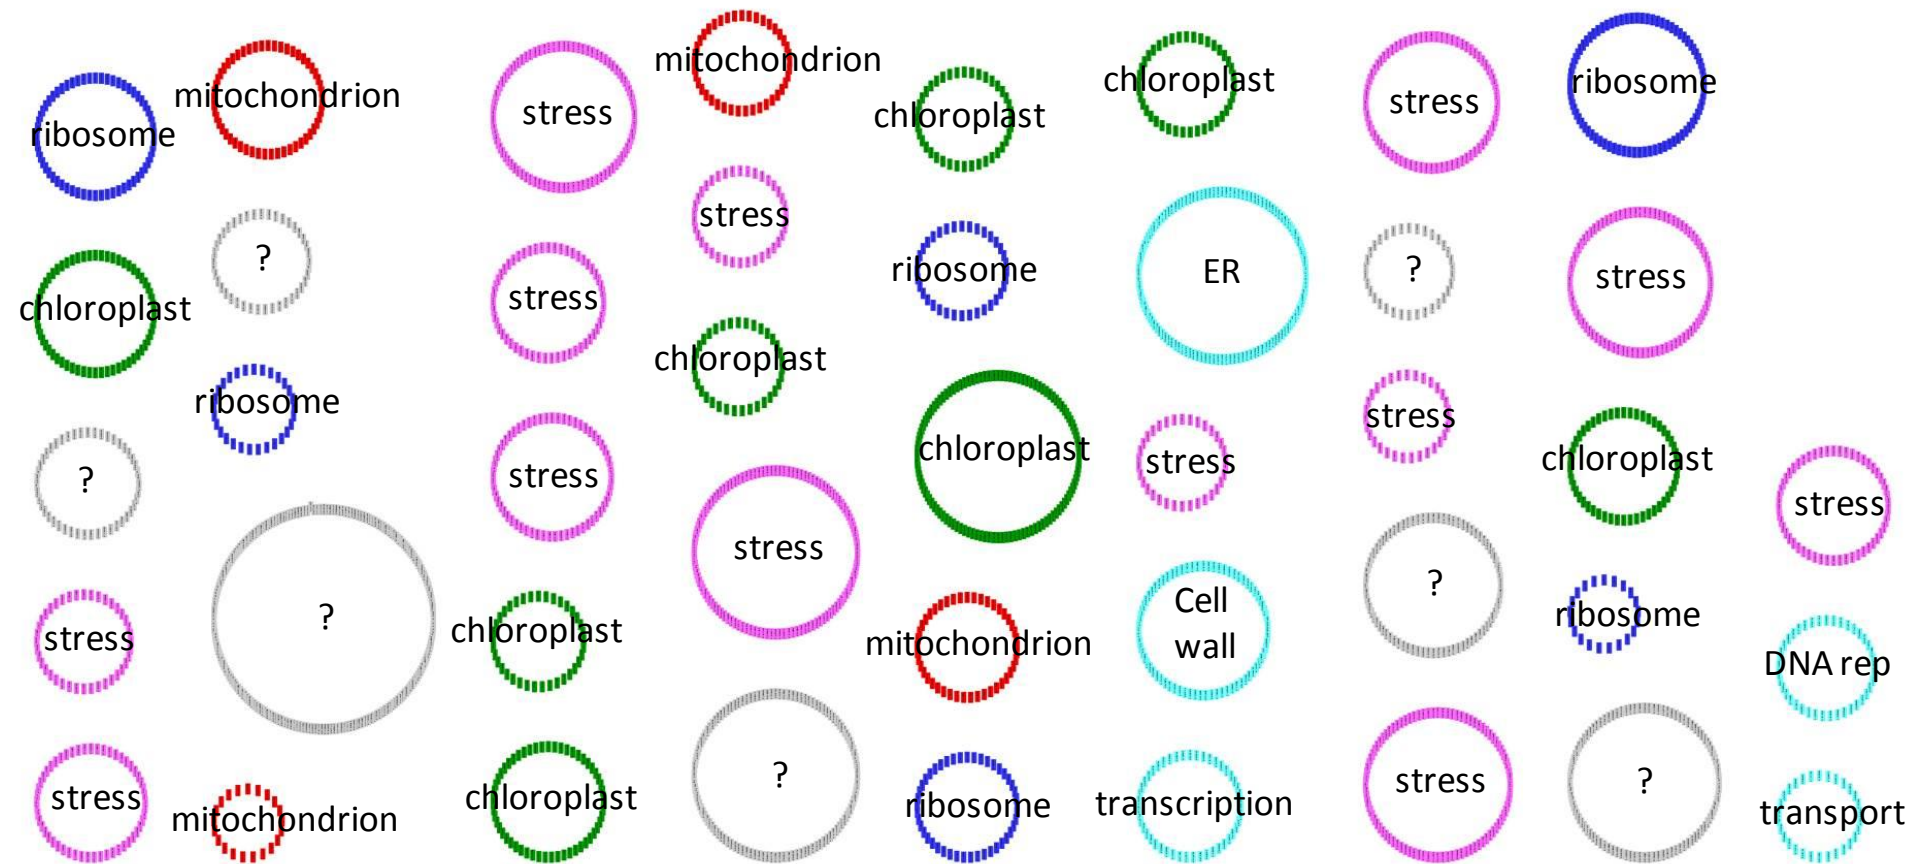 ribosome
chloroplast
?
stress
stress
mitochondrion
?
ribosome
?
mitochondrion
stress
stress
stress
chloroplast
chloroplast
mitochondrion
stress
chloroplast
stress
?
chloroplast
ribosome
chloroplast
mitochondrion
ribosome
chloroplast
ER
stress
Cell
wall
transcription
stress
?
stress
?
stress
ribosome
stress
chloroplast
ribosome
?
stress
DNA rep
transport